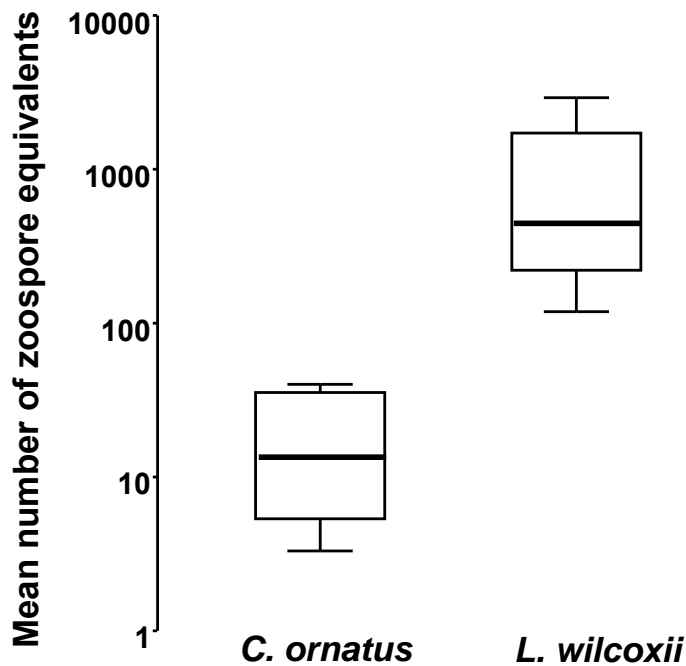 Mean number of zoospore equivalents
10000
1000
100
10
1
C. ornatus
L. wilcoxii